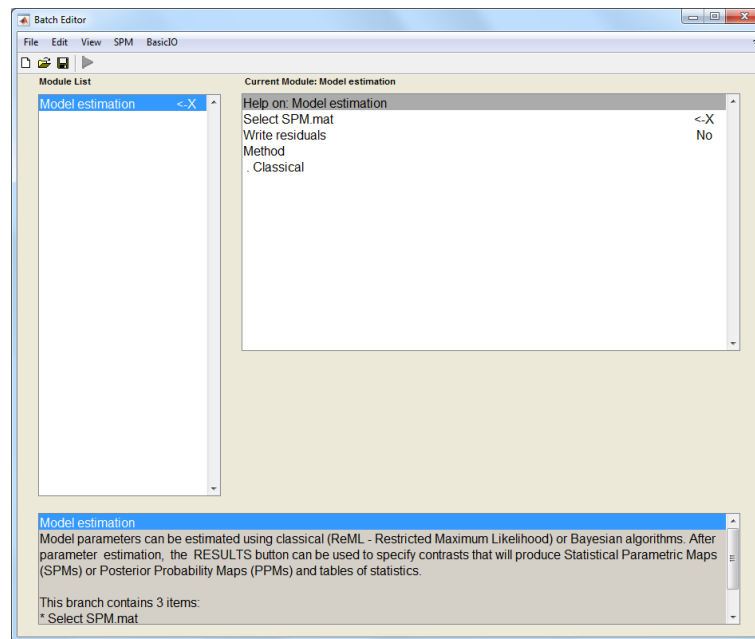 Batch Editor
File Edit View SPM BasicIO
Module List
Current Module: Model estimation
Model estimation <-X
Help on: Model estimation
Select SPM.mat <-X
Write residuals No
Method
. Classical
Model estimation
Model parameters can be estimated using classical (ReML - Restricted Maximum Likelihood) or Bayesian algorithms. After
parameter estimation, the RESULTS button can be used to specify contrasts that will produce Statistical Parametric Maps
(SPMs) or Posterior Probability Maps (PPMs) and tables of statistics.
This branch contains 3 items:
* Select SPM.mat